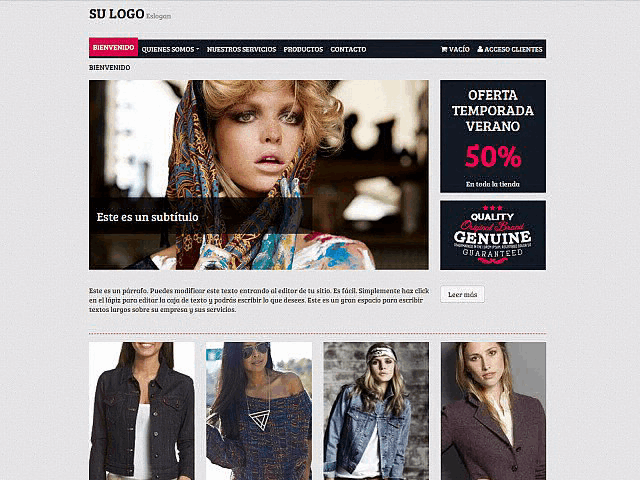 SU LOGO Eslogan
BIENVENIDO QUIENES SOMOS NUESTROS SERVICIOS PRODUCTOS CONTACTO VACÍO ACCESO CLIENTES
BIENVENIDO
Este es un subtítulo
OFERTA
TEMPORADA
VERANO
50%
En toda la tienda
QUALITY
Original Brand
GENUINE
GUARANTEED
Este es un párrafo. Puedes modificar este texto entrando al editor de tu sitio. Es fácil. Simplemente haz click
en el lápiz para editar la caja de texto y podrás escribir lo que desees. Este es un gran espacio para escribir
textos largos sobre su empresa y sus servicios.
Leer más